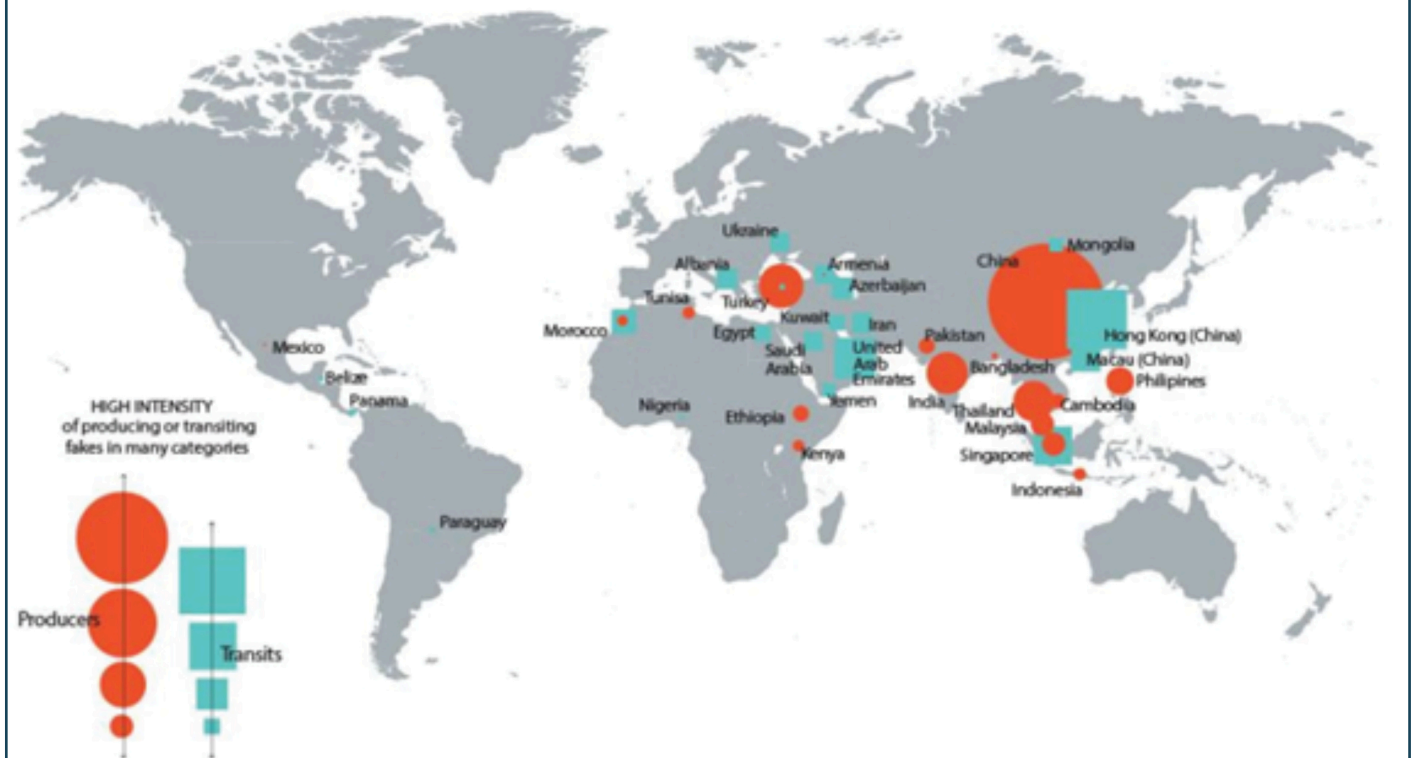 Ukraine
Mongolia
China
Albania
Armenia
Azerbaijan
Tunisa
Turkey
Kuwait
Iran
Morocco
Egypt
Pakistan
Hong Kong (China)
Saudi
Arabia
United
Arab
Emirates
Bangladesh
Macau (China)
Mexico
Belize
Philipines
Panama
Nigeria
Yemen
India
Thailand
Cambodia
Ethiopia
Malaysia
Kenya
Singapore
Indonesia
Paraguay
HIGH INTENSITY
of producing or transiting
fakes in many categories
Producers
Transits